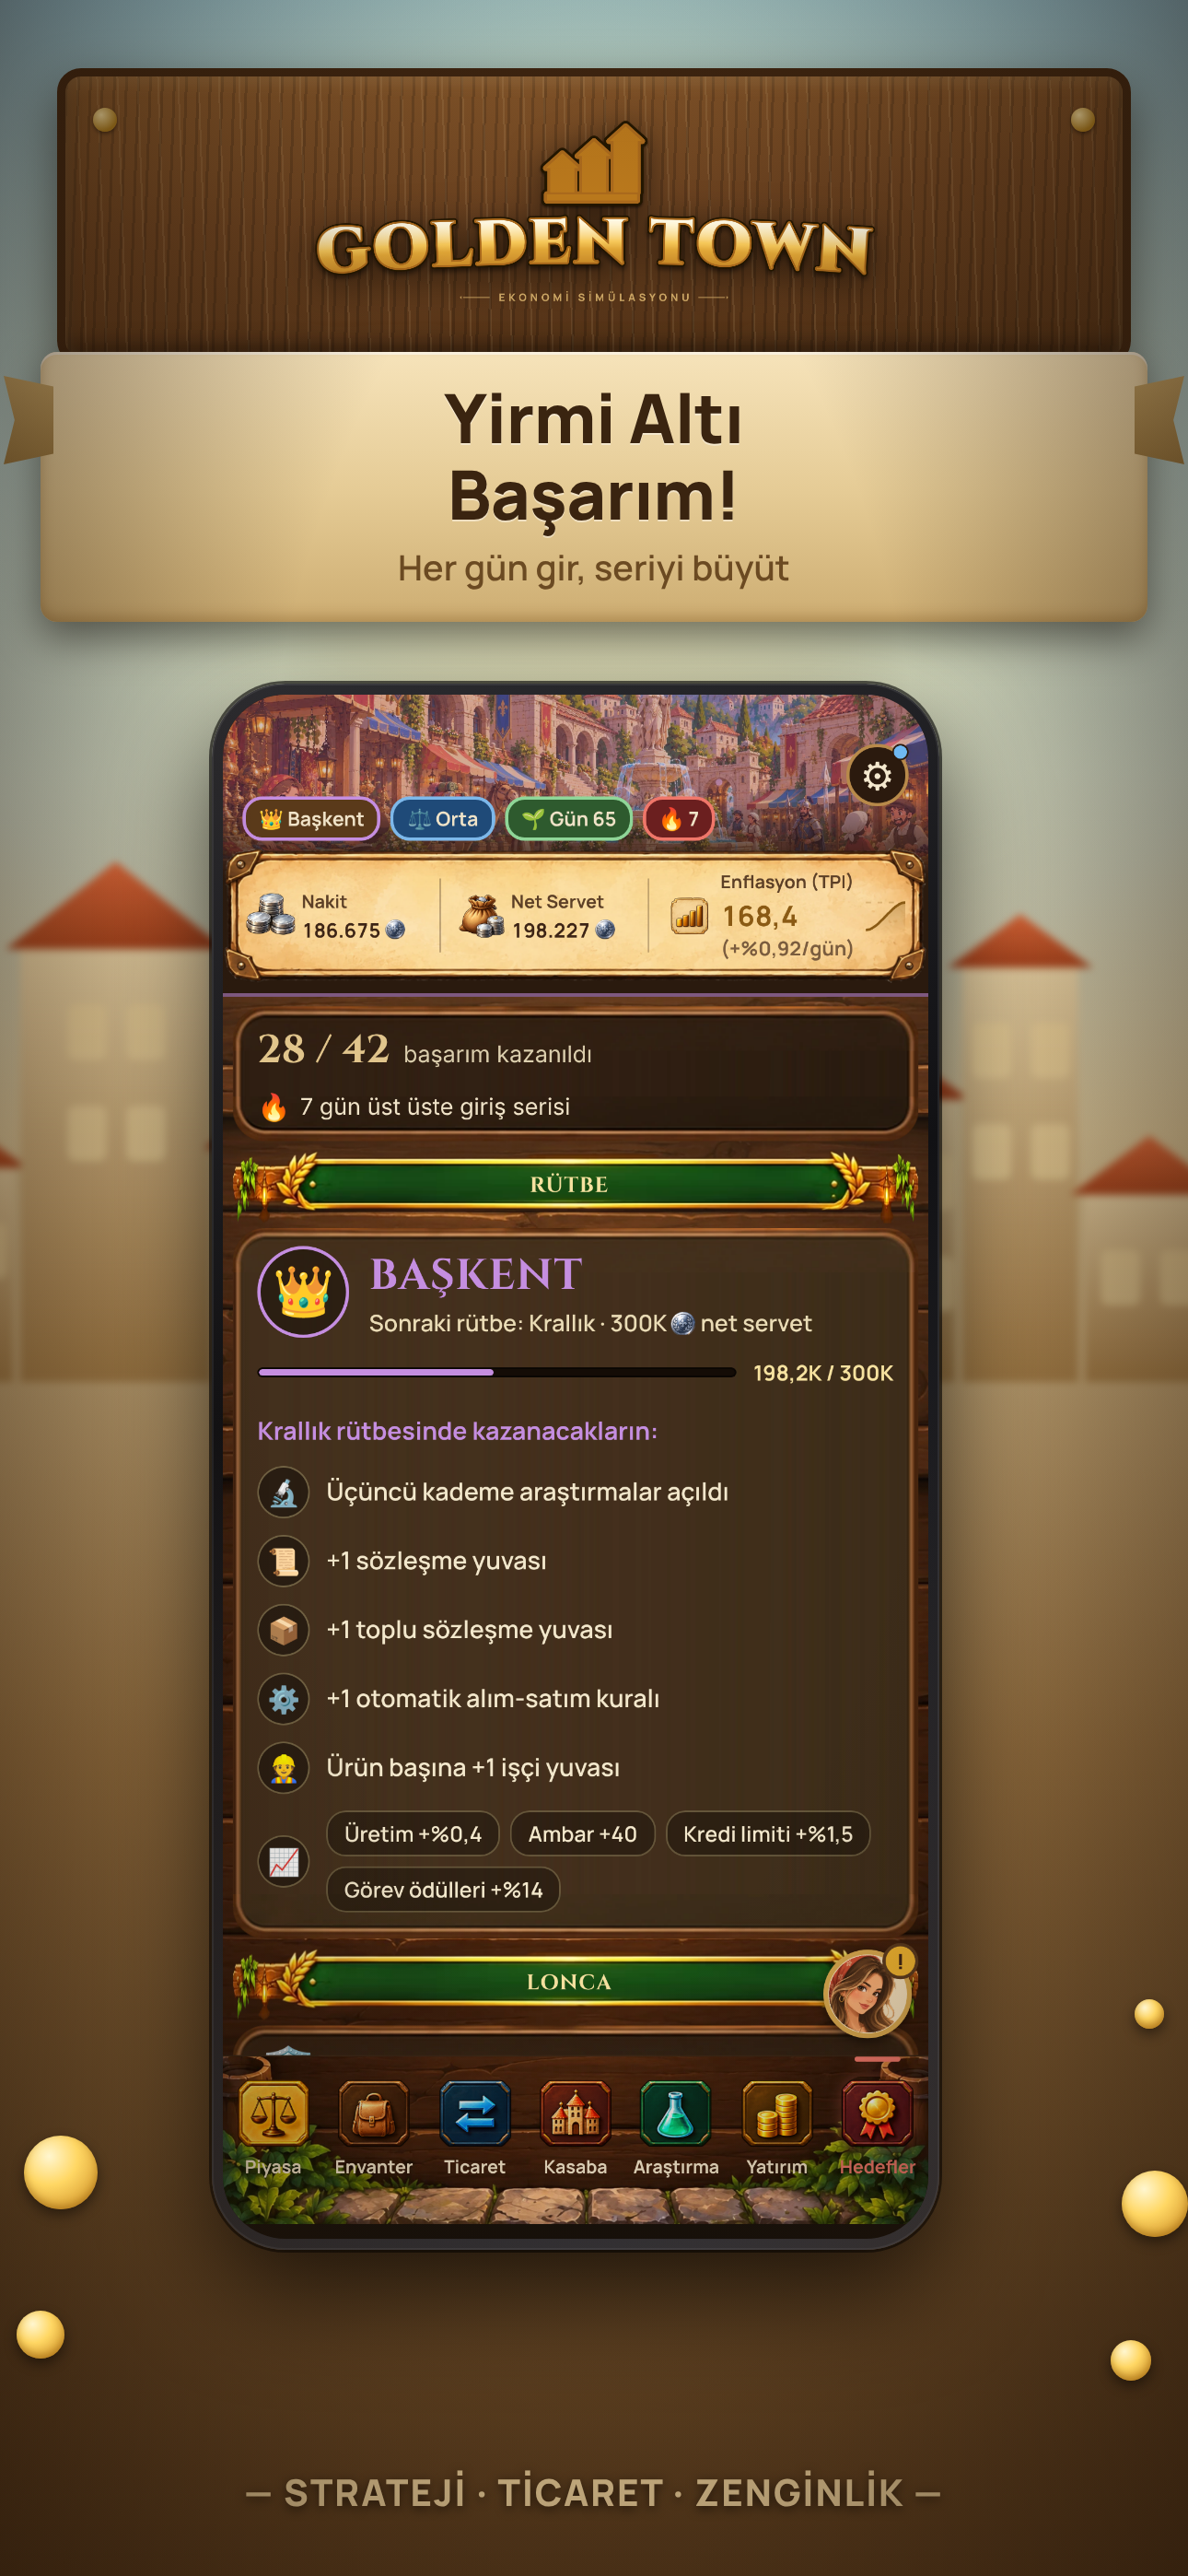 GOLDEN TOWN
EKONOMİ SİMÜLASYONU
Yirmi Altı
Başarım!
Her gün gir, seriyi büyüt
Başkent
Orta
Gün 65
7
Nakit
186.675
Net Servet
198.227
Enflasyon (TPI)
168,4
(+%0,92/gün)
28 / 42 başarım kazanıldı
7 gün üst üste giriş serisi
RÜTBE
BAŞKENT
Sonraki rütbe: Krallık · 300K net servet
198,2K / 300K
Krallık rütbesinde kazanacakların:
Üçüncü kademe araştırmalar açıldı
+1 sözleşme yuvası
+1 toplu sözleşme yuvası
+1 otomatik alım-satım kuralı
Ürün başına +1 işçi yuvası
Üretim +%0,4 Ambar +40 Kredi limiti +%1,5
Görev ödülleri +%14
LONCA
!
Piyasa Envanter Ticaret Kasaba Araştırma Yatırım Hedefler
— STRATEJİ · TİCARET · ZENGİNLİK —